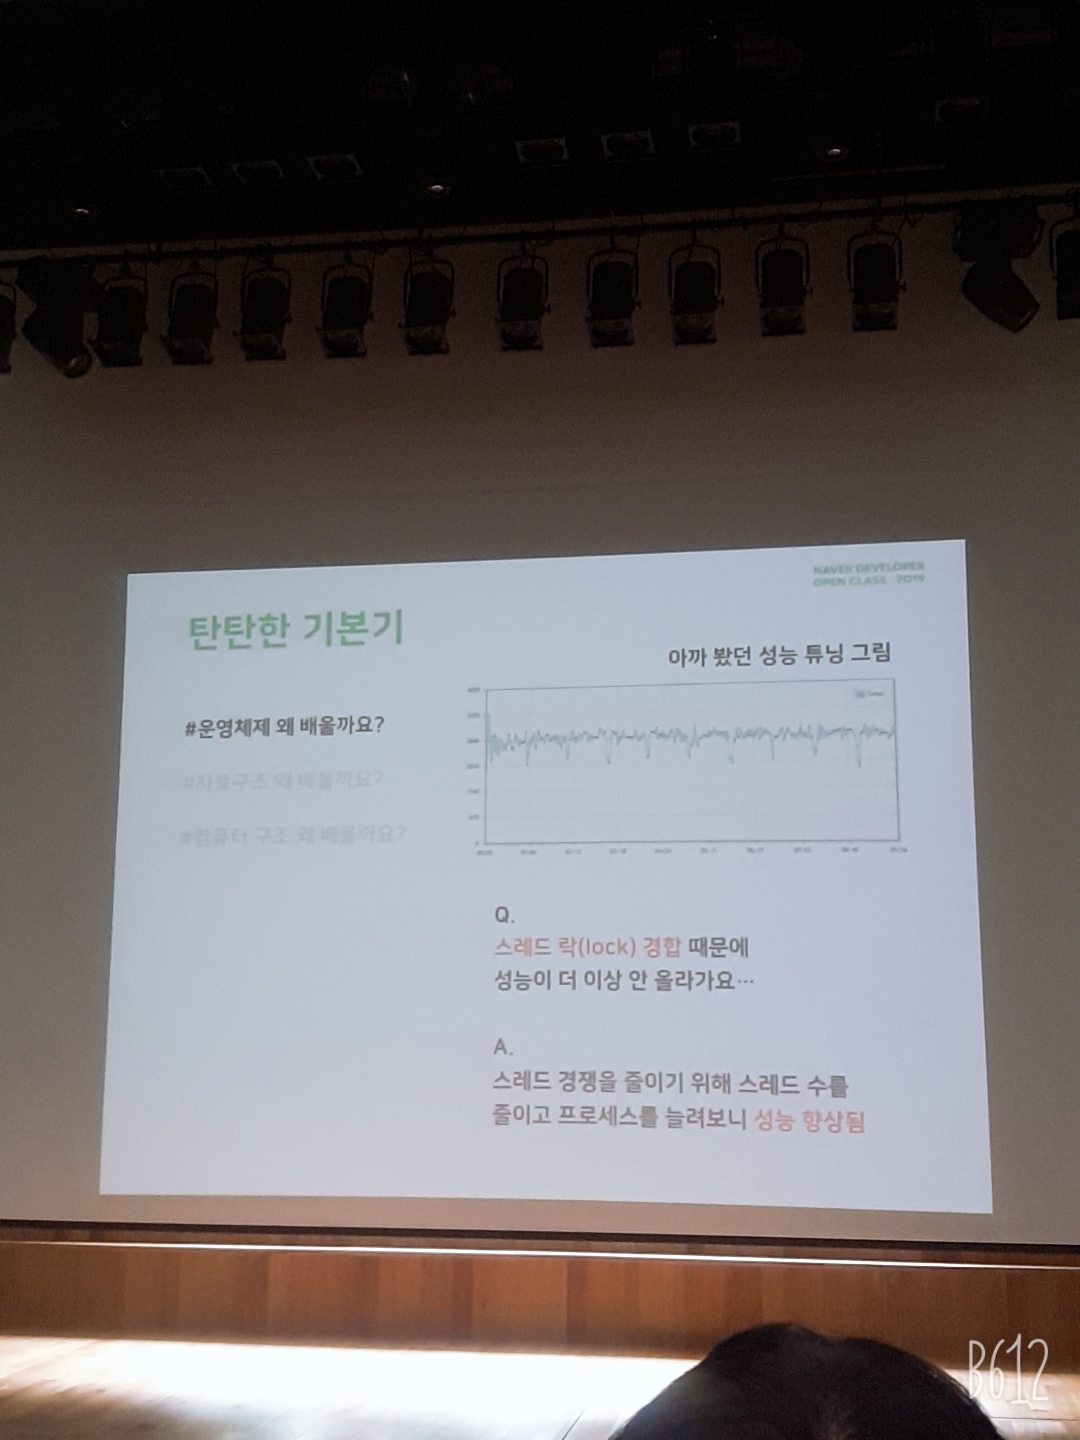 NAVER DEVELOPER
OPEN CLASS 2019
탄탄한 기본기
#운영체제 왜 배울까요?
#자료구조 왜 배울까요?
#컴퓨터 구조 왜 배울까요?
아까 봤던 성능 튜닝 그림
Q.
스레드 락(lock) 경합 때문에
성능이 더 이상 안 올라가요…
A.
스레드 경쟁을 줄이기 위해 스레드 수를
줄이고 프로세스를 늘려보니 성능 향상됨
B612